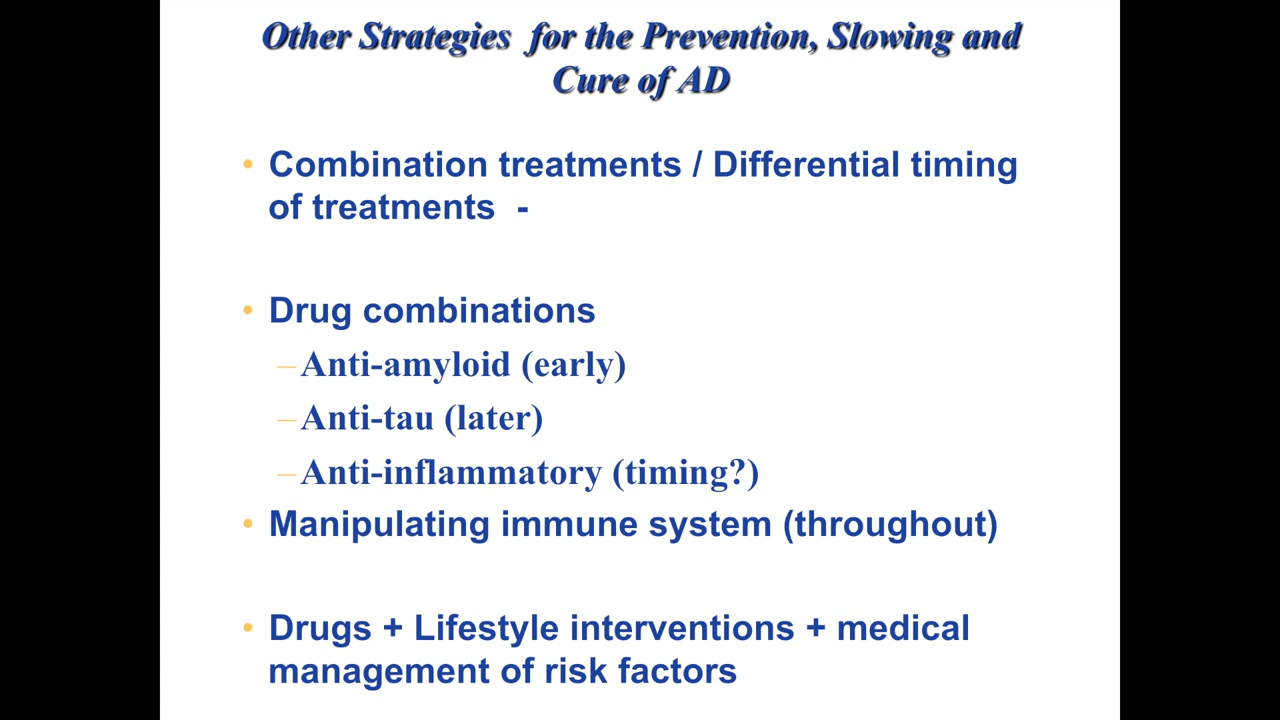 Other Strategies for the Prevention, Slowing and
Cure of AD
• Combination treatments / Differential timing
of treatments -
• Drug combinations
–Anti-amyloid (early)
–Anti-tau (later)
–Anti-inflammatory (timing?)
• Manipulating immune system (throughout)
• Drugs + Lifestyle interventions + medical
management of risk factors